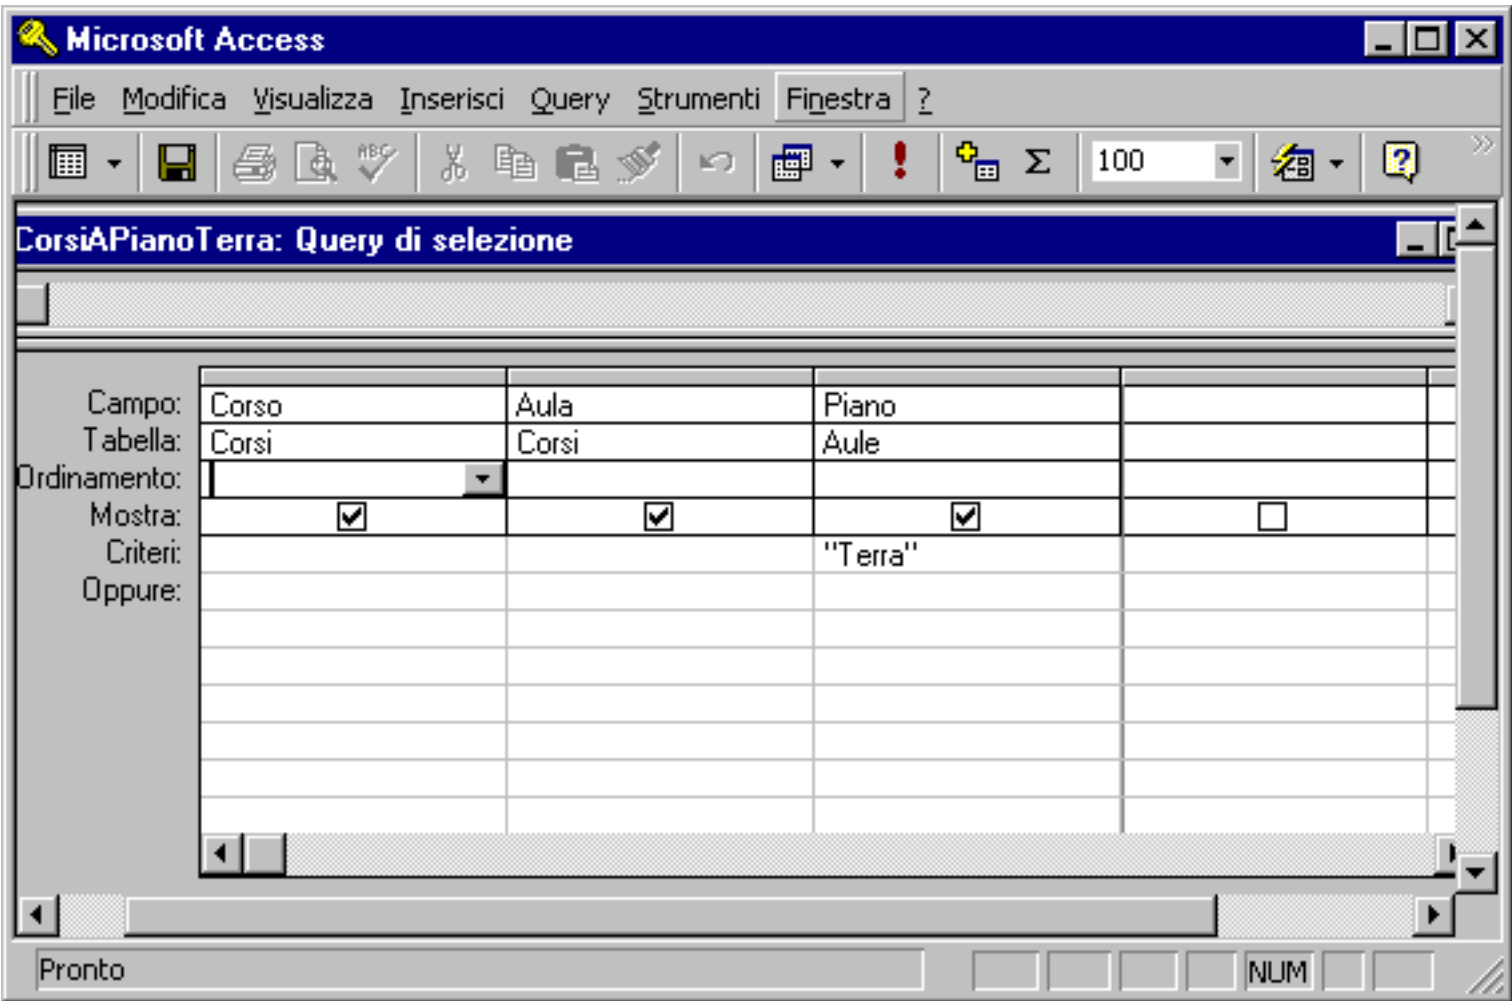 Microsoft Access
File Modifica Visualizza Inserisci Query Strumenti Finestra ?
ABC Σ 100 ?
CorsiAPianoTerra: Query di selezione
Campo: Corso Aula Piano
Tabella: Corsi Corsi Aule
Ordinamento:
Mostra:
Criteri: "Terra"
Oppure:
Pronto NUM